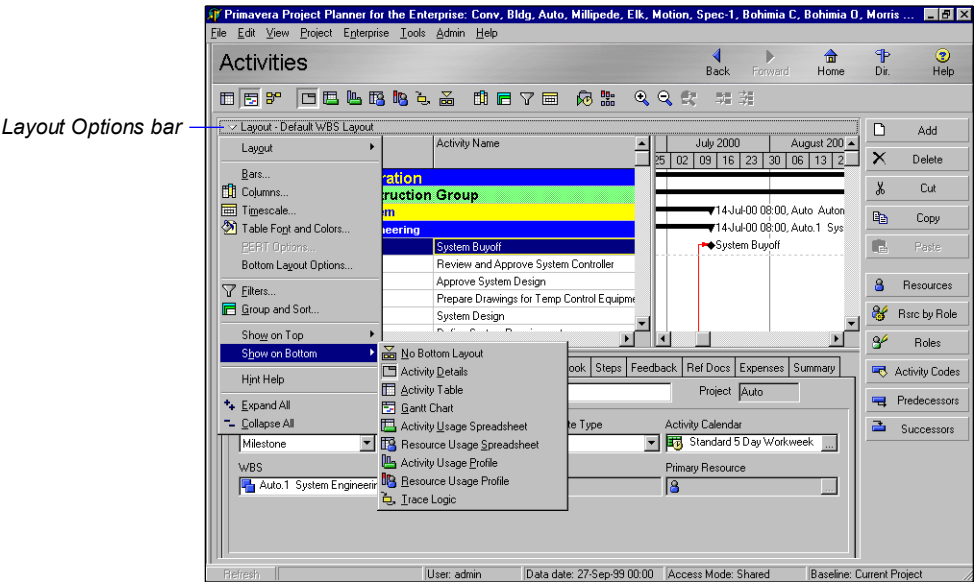 Primavera Project Planner for the Enterprise: Conv, Bldg, Auto, Millipede, Elk, Motion, Spec-1, Bohimia C, Bohimia O, Morris ...
File Edit View Project Enterprise Tools Admin Help
Activities
Back Forward Home Dir. Help
Layout Options bar
Layout - Default WBS Layout
Activity Name
July 2000 August 200
25 02 09 16 23 30 06 13 2
Layout
Bars...
Columns...
Timescale...
Table Font and Colors...
PERT Options...
Bottom Layout Options...
Filters...
Group and Sort...
Show on Top
Show on Bottom
Hint Help
Expand All
Collapse All
ration
truction Group
em
neering
System Buyoff
Review and Approve System Controller
Approve System Design
Prepare Drawings for Temp Control Equipme
System Design
14-Jul-00 08:00, Auto Auton
14-Jul-00 08:00, Auto.1 Sys
System Buyoff
No Bottom Layout
Activity Details
Activity Table
Gantt Chart
Activity Usage Spreadsheet
Resource Usage Spreadsheet
Activity Usage Profile
Resource Usage Profile
Trace Logic
ook Steps Feedback Ref Docs Expenses Summary
Project Auto
te Type
Activity Calendar
Milestone
Standard 5 Day Workweek ...
WBS
Primary Resource
Auto.1 System Engineerin
...
Add
Delete
Cut
Copy
Paste
Resources
Rsrc by Role
Roles
Activity Codes
Predecessors
Successors
Refresh
User: admin
Data date: 27-Sep-99 00:00
Access Mode: Shared
Baseline: Current Project